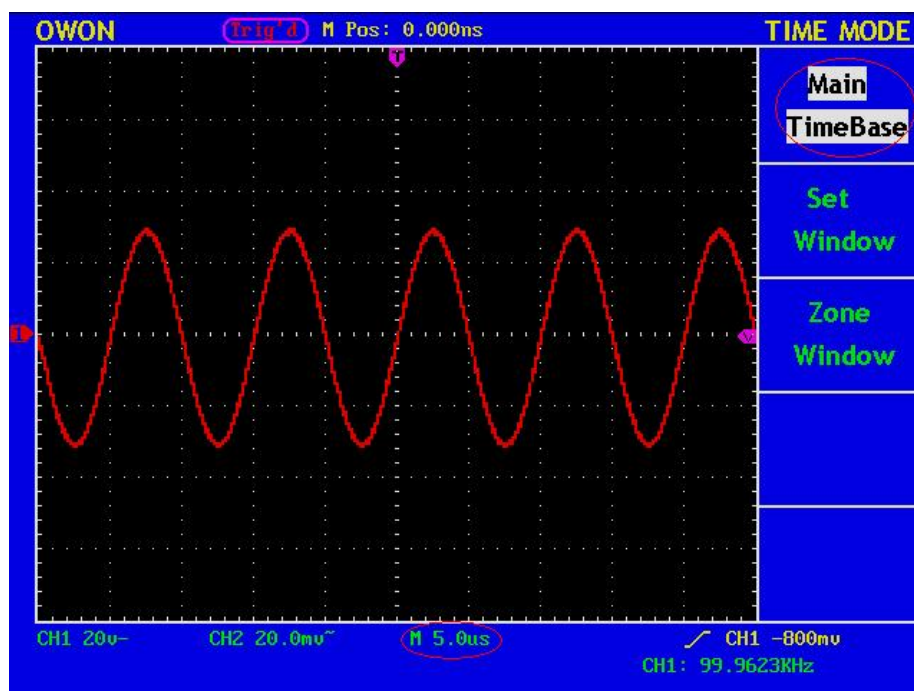 OWON Trig'd M Pos: 0.000ns TIME MODE
T
Main
TimeBase
Set
Window
Zone
Window
1
CH1 20v- CH2 20.0mv~ M 5.0us CH1 -800mv
CH1: 99.9623KHz